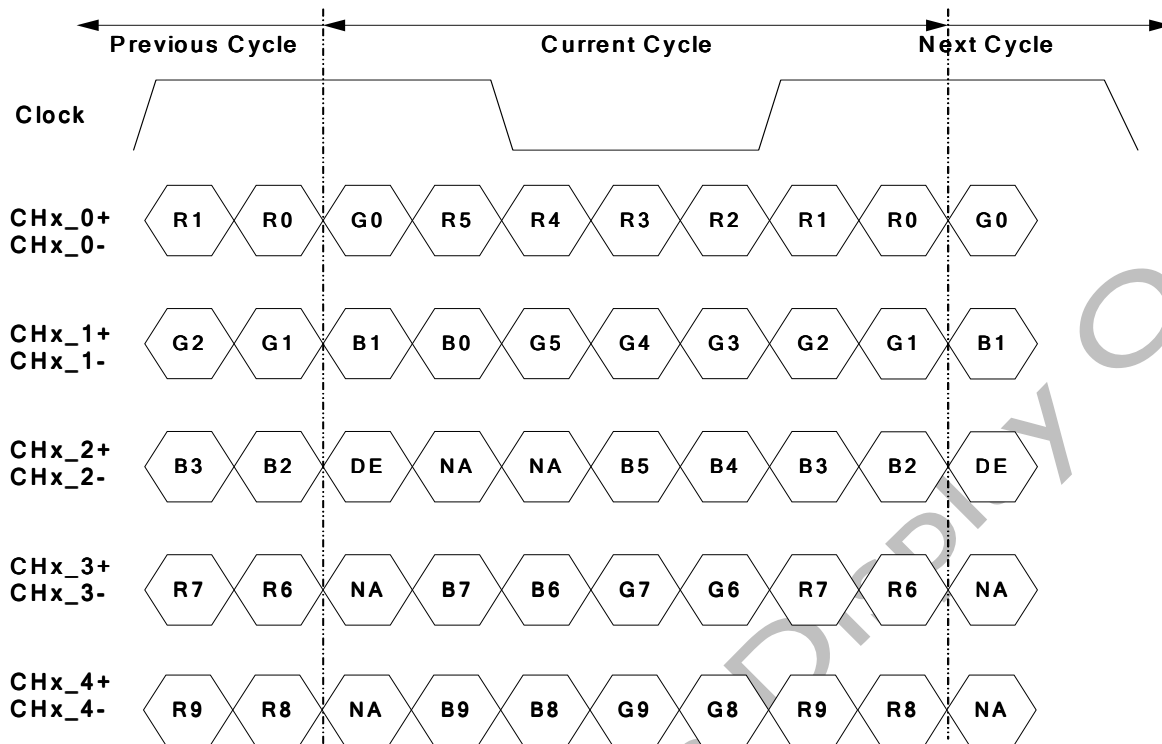 Previous Cycle Current Cycle Next Cycle
Clock
CHx_0+ R1 R0 G0 R5 R4 R3 R2 R1 R0 G0
CHx_0-
CHx_1+ G2 G1 B1 B0 G5 G4 G3 G2 G1 B1
CHx_1-
CHx_2+ B3 B2 DE NA NA B5 B4 B3 B2 DE
CHx_2-
CHx_3+ R7 R6 NA B7 B6 G7 G6 R7 R6 NA
CHx_3-
CHx_4+ R9 R8 NA B9 B8 G9 G8 R9 R8 NA
CHx_4-